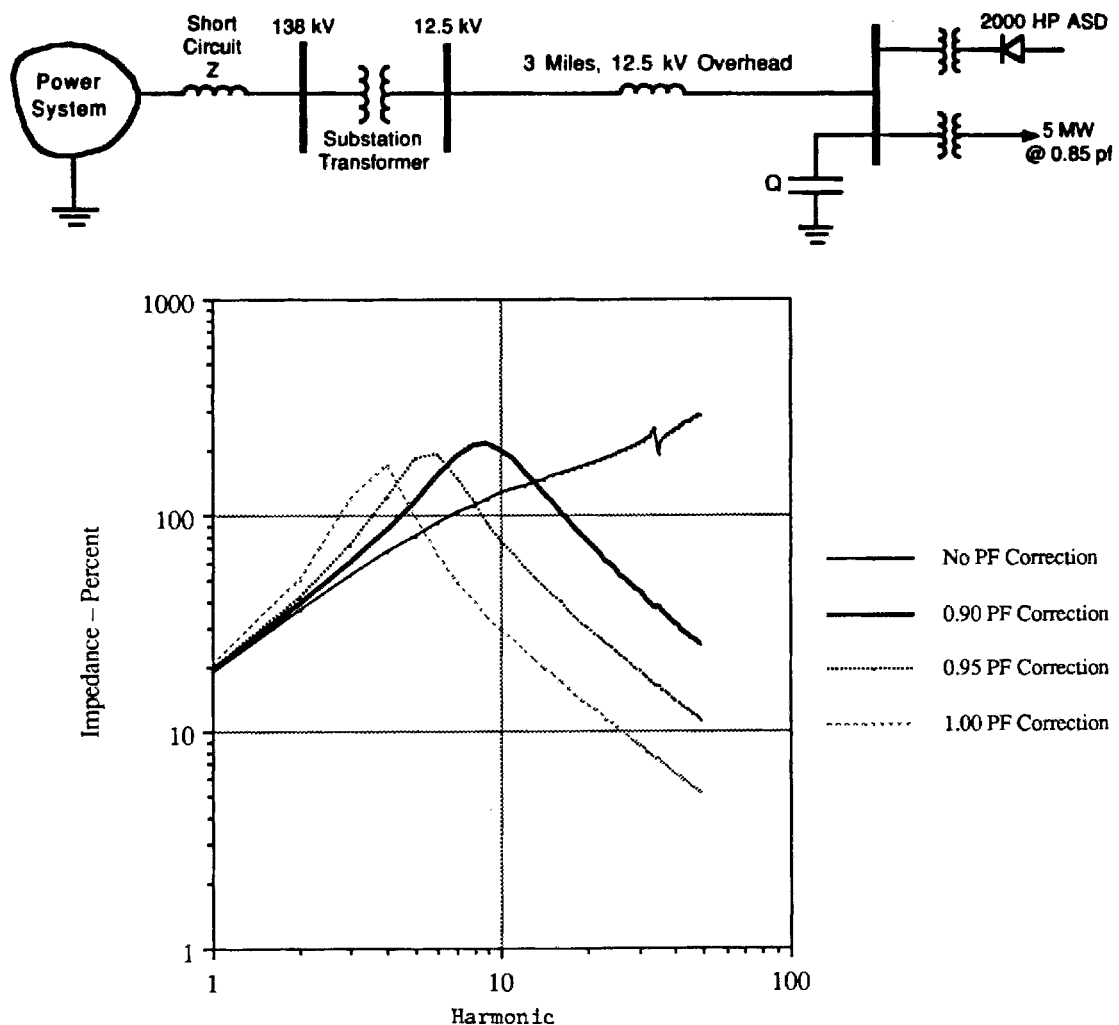 Power
System
Short
Circuit
Z
138 kV
12.5 kV
Substation
Transformer
3 Miles, 12.5 kV Overhead
2000 HP ASD
5 MW
@ 0.85 pf
Q
1000
100
10
1
Impedance – Percent
1
10
100
Harmonic
No PF Correction
0.90 PF Correction
0.95 PF Correction
1.00 PF Correction